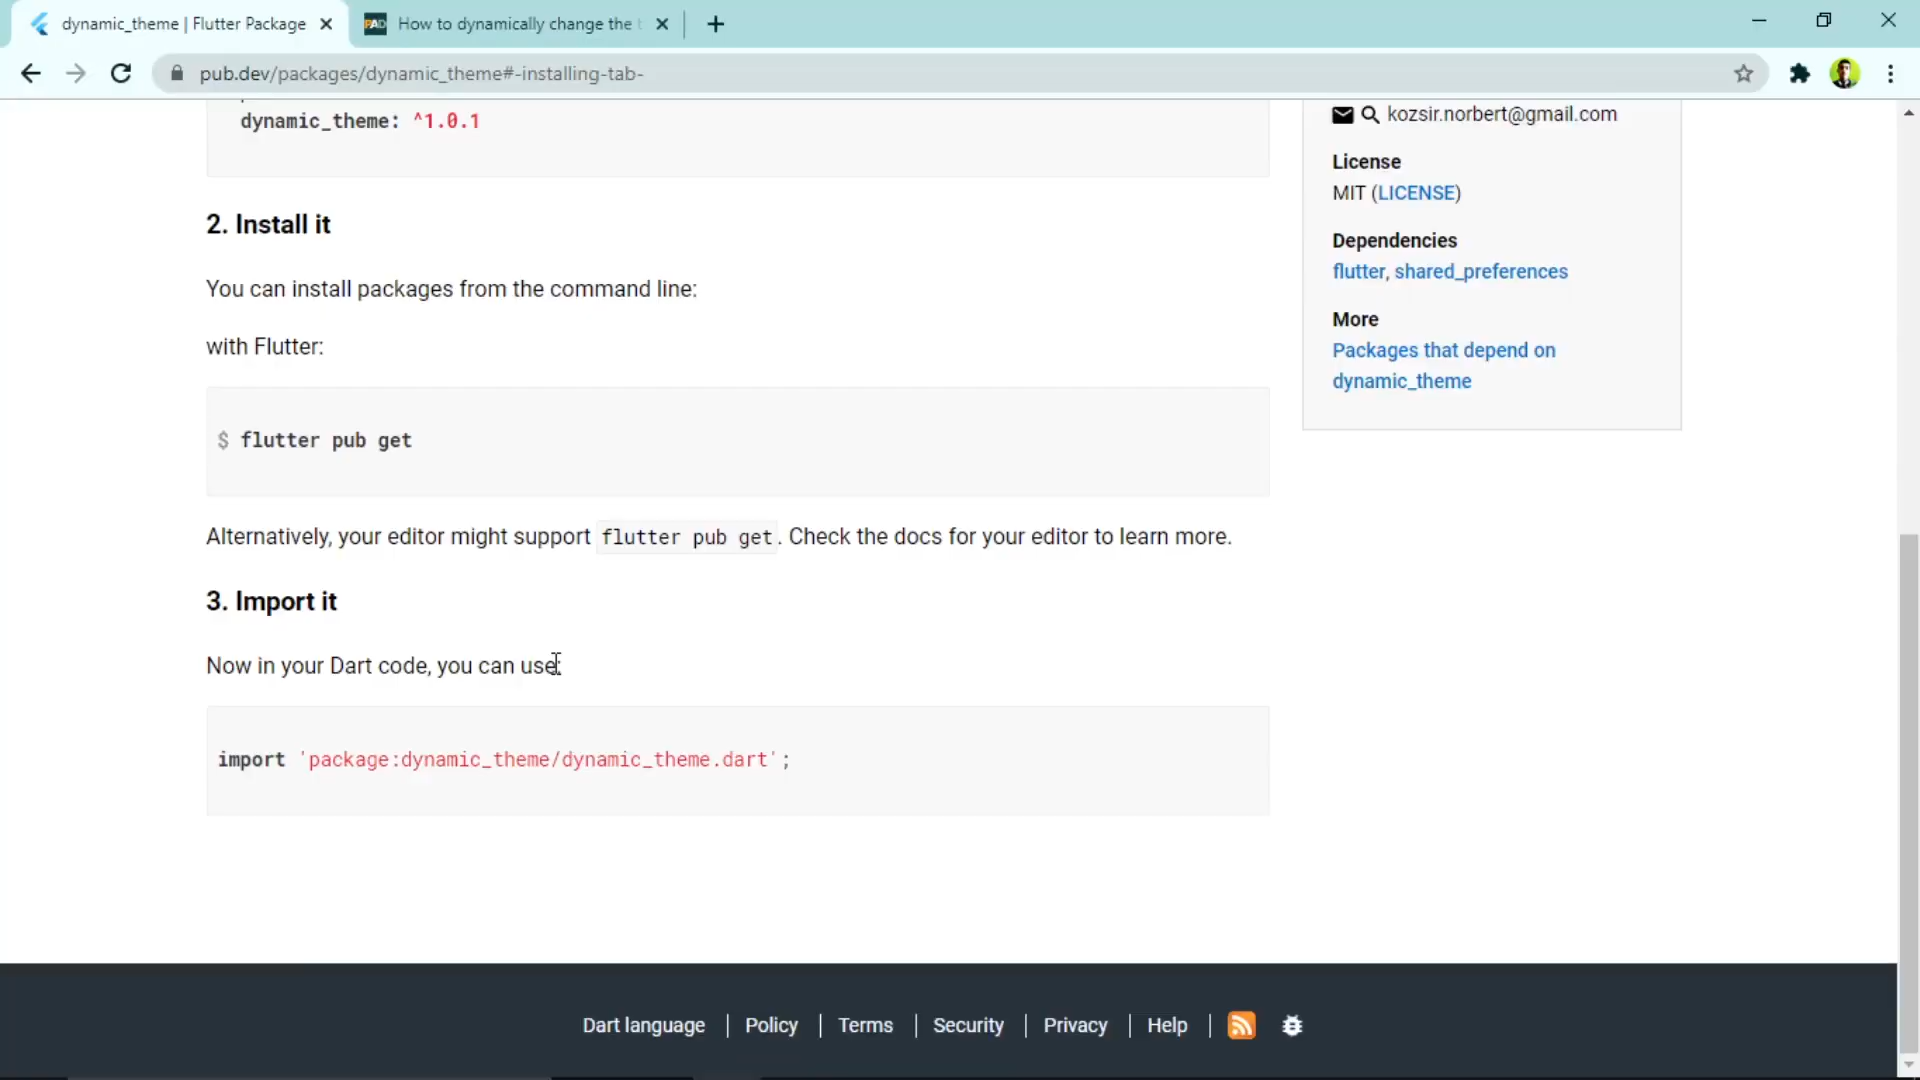 dynamic_theme | Flutter Package
How to dynamically change the t
pub.dev/packages/dynamic_theme#-installing-tab-
dynamic_theme: ^1.0.1
2. Install it
You can install packages from the command line:
with Flutter:
$ flutter pub get
Alternatively, your editor might support flutter pub get. Check the docs for your editor to learn more.
3. Import it
Now in your Dart code, you can use:
import 'package:dynamic_theme/dynamic_theme.dart';
kozsir.norbert@gmail.com
License
MIT (LICENSE)
Dependencies
flutter, shared_preferences
More
Packages that depend on
dynamic_theme
Dart language | Policy | Terms | Security | Privacy | Help |